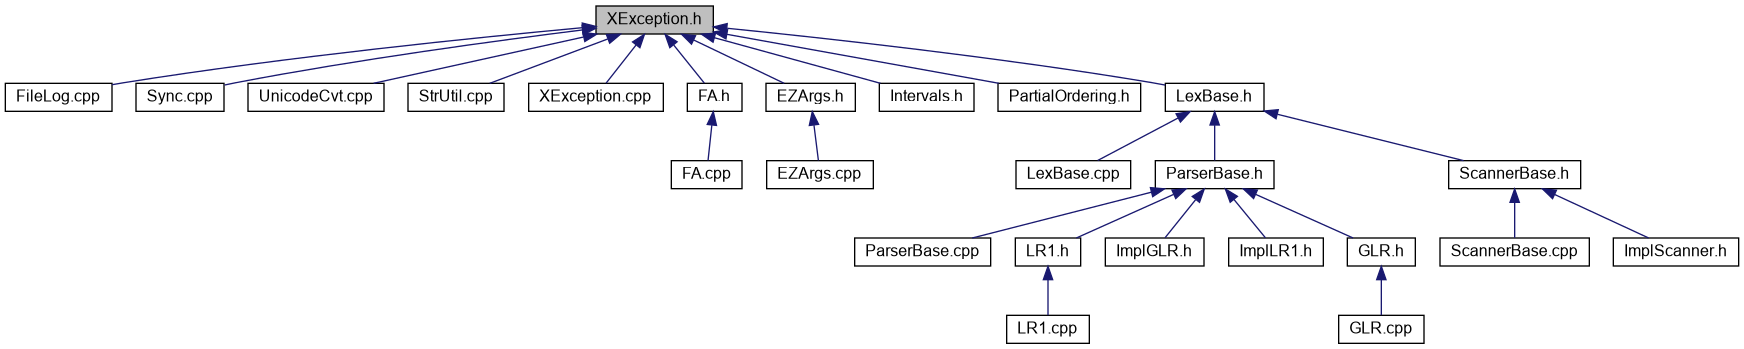 XException.h
FileLog.cpp
Sync.cpp
UnicodeCvt.cpp
StrUtil.cpp
XException.cpp
FA.h
EZArgs.h
Intervals.h
PartialOrdering.h
LexBase.h
FA.cpp
EZArgs.cpp
LexBase.cpp
ParserBase.h
ScannerBase.h
ParserBase.cpp
LR1.h
ImplGLR.h
ImplLR1.h
GLR.h
ScannerBase.cpp
ImplScanner.h
LR1.cpp
GLR.cpp